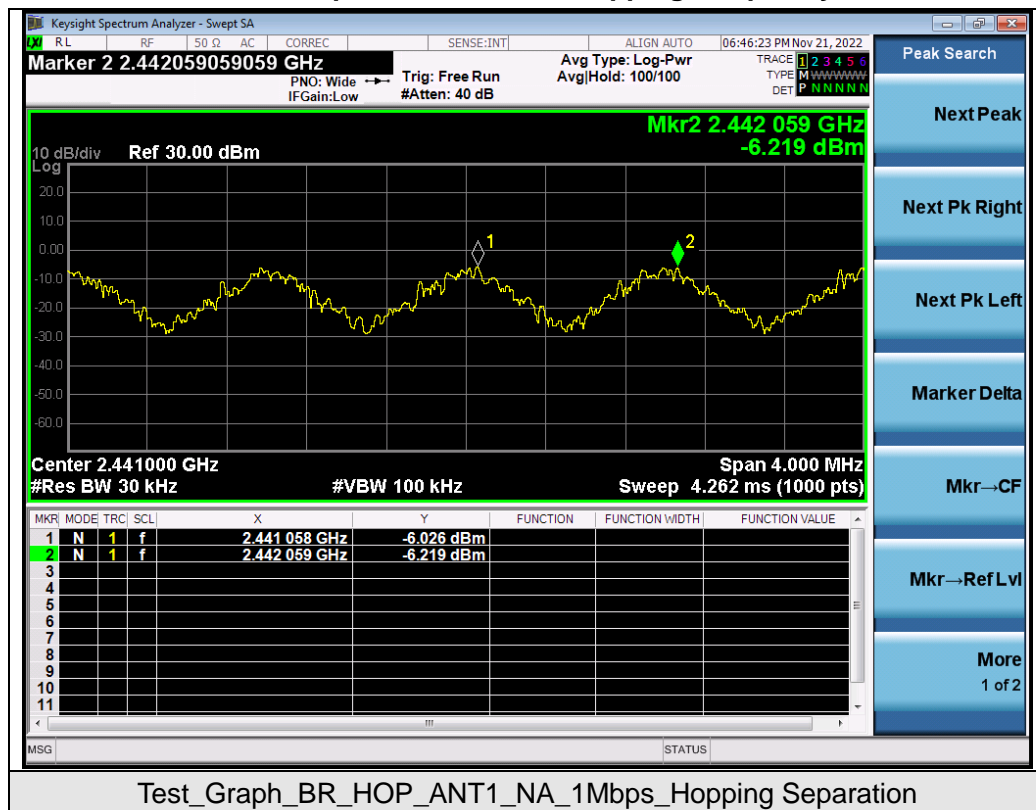 Keysight Spectrum Analyzer - Swept SA
LXI RL RF 50 Ω AC CORREC SENSE:INT ALIGN AUTO 06:46:23 PM Nov 21, 2022
Marker 2 2.442059059059 GHz
PNO: Wide
IFGain:Low
Trig: Free Run
#Atten: 40 dB
Avg Type: Log-Pwr
Avg|Hold: 100/100
TRACE 1 2 3 4 5 6
TYPE M WWWWW
DET P N N N N N
Mkr2 2.442 059 GHz
-6.219 dBm
10 dB/div Ref 30.00 dBm
Log
20.0
10.0
0.00
-10.0
-20.0
-30.0
-40.0
-50.0
-60.0
1
2
Center 2.441000 GHz Span 4.000 MHz
#Res BW 30 kHz #VBW 100 kHz Sweep 4.262 ms (1000 pts)
MKR MODE TRC SCL X Y FUNCTION FUNCTION WIDTH FUNCTION VALUE
1 N 1 f 2.441 058 GHz -6.026 dBm
2 N 1 f 2.442 059 GHz -6.219 dBm
3
4
5
6
7
8
9
10
11
MSG STATUS
Peak Search
Next Peak
Next Pk Right
Next Pk Left
Marker Delta
Mkr→CF
Mkr→Ref Lvl
More
1 of 2
Test_Graph_BR_HOP_ANT1_NA_1Mbps_Hopping Separation